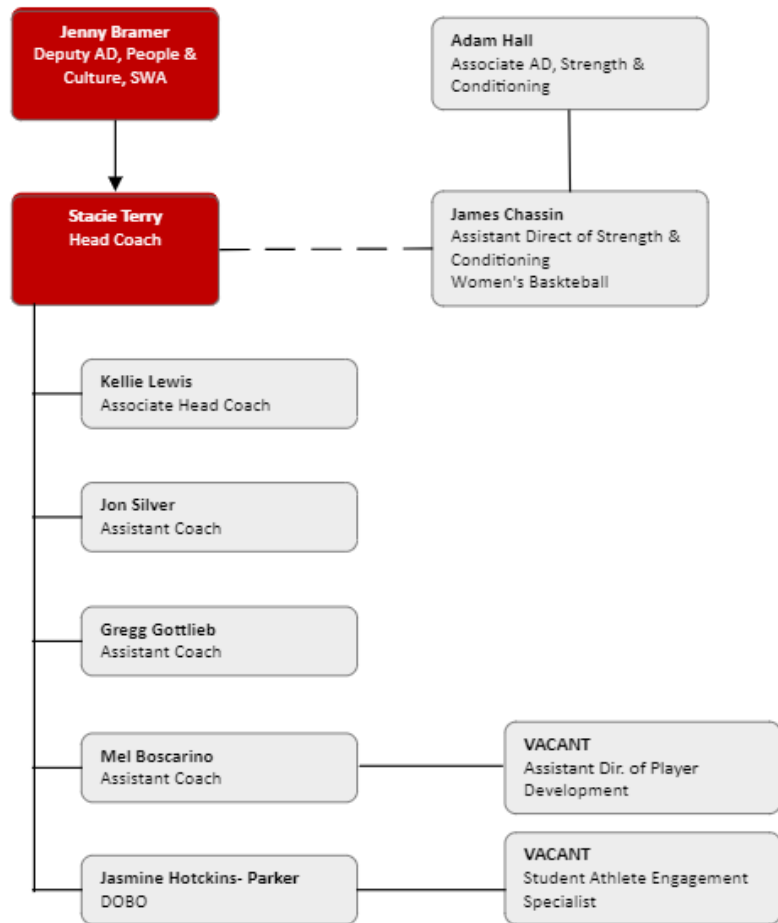 Jenny Bramer
Deputy AD, People &
Culture, SWA
Adam Hall
Associate AD, Strength &
Conditioning
Stacie Terry
Head Coach
James Chassin
Assistant Direct of Strength &
Conditioning
Women's Baskteball
Kellie Lewis
Associate Head Coach
Jon Silver
Assistant Coach
Gregg Gottlieb
Assistant Coach
Mel Boscarino
Assistant Coach
VACANT
Assistant Dir. of Player
Development
Jasmine Hotckins- Parker
DOBO
VACANT
Student Athlete Engagement
Specialist